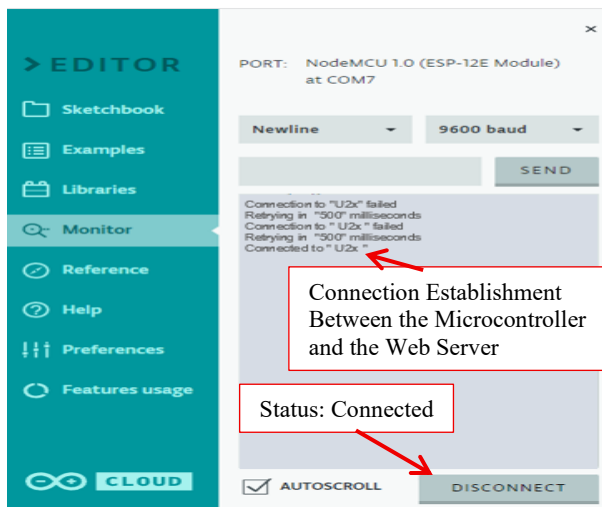 ×
> EDITOR
Sketchbook
Examples
Libraries
Monitor
Reference
Help
Preferences
Features usage
CLOUD
PORT: NodeMCU 1.0 (ESP-12E Module)
at COM7
Newline
9600 baud
SEND
Connection to "U2x" failed
Retrying in "500" milliseconds
Connection to " U2x " failed
Retrying in "500" milliseconds
Connected to " U2x "
Connection Establishment
Between the Microcontroller
and the Web Server
Status: Connected
AUTOSCROLL
DISCONNECT